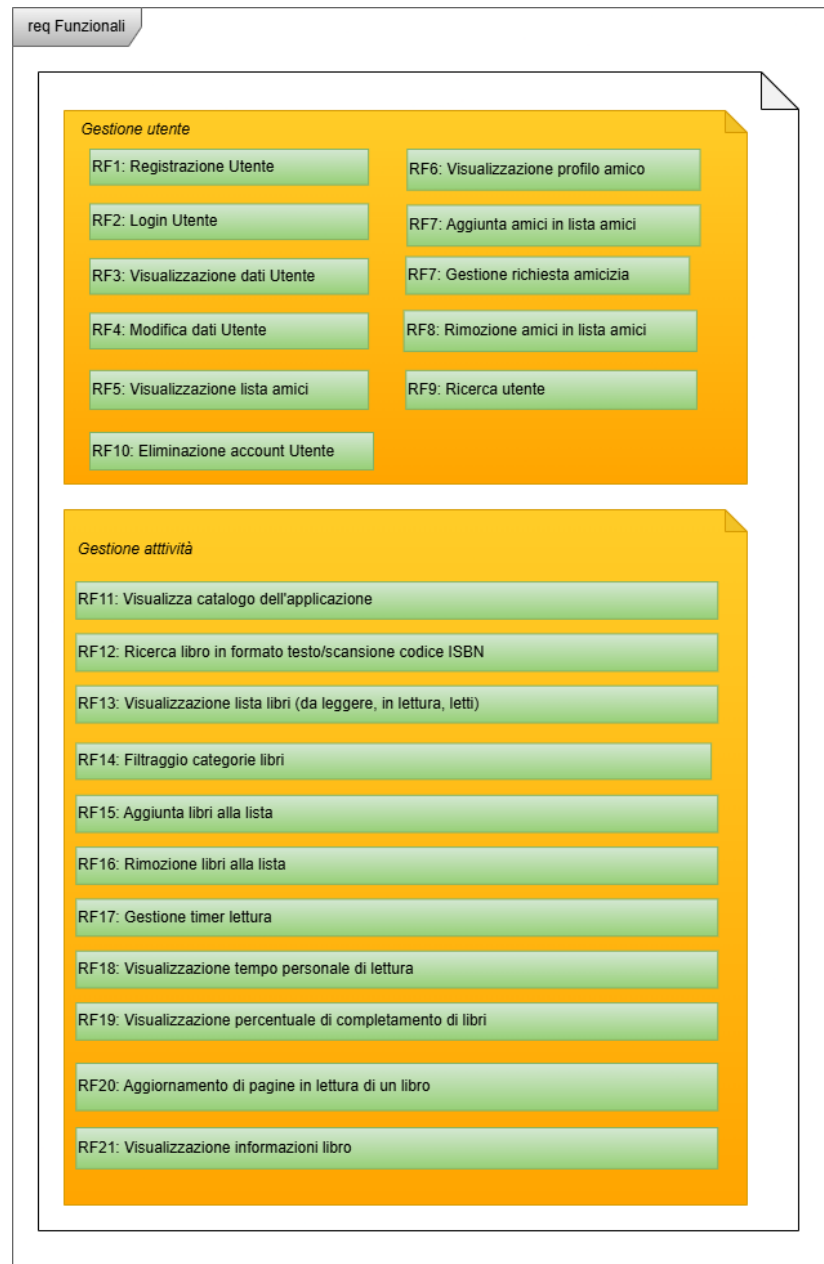 req Funzionali
Gestione utente
RF1: Registrazione Utente
RF2: Login Utente
RF3: Visualizzazione dati Utente
RF4: Modifica dati Utente
RF5: Visualizzazione lista amici
RF10: Eliminazione account Utente
RF6: Visualizzazione profilo amico
RF7: Aggiunta amici in lista amici
RF7: Gestione richiesta amicizia
RF8: Rimozione amici in lista amici
RF9: Ricerca utente
Gestione atttività
RF11: Visualizza catalogo dell'applicazione
RF12: Ricerca libro in formato testo/scansione codice ISBN
RF13: Visualizzazione lista libri (da leggere, in lettura, letti)
RF14: Filtraggio categorie libri
RF15: Aggiunta libri alla lista
RF16: Rimozione libri alla lista
RF17: Gestione timer lettura
RF18: Visualizzazione tempo personale di lettura
RF19: Visualizzazione percentuale di completamento di libri
RF20: Aggiornamento di pagine in lettura di un libro
RF21: Visualizzazione informazioni libro